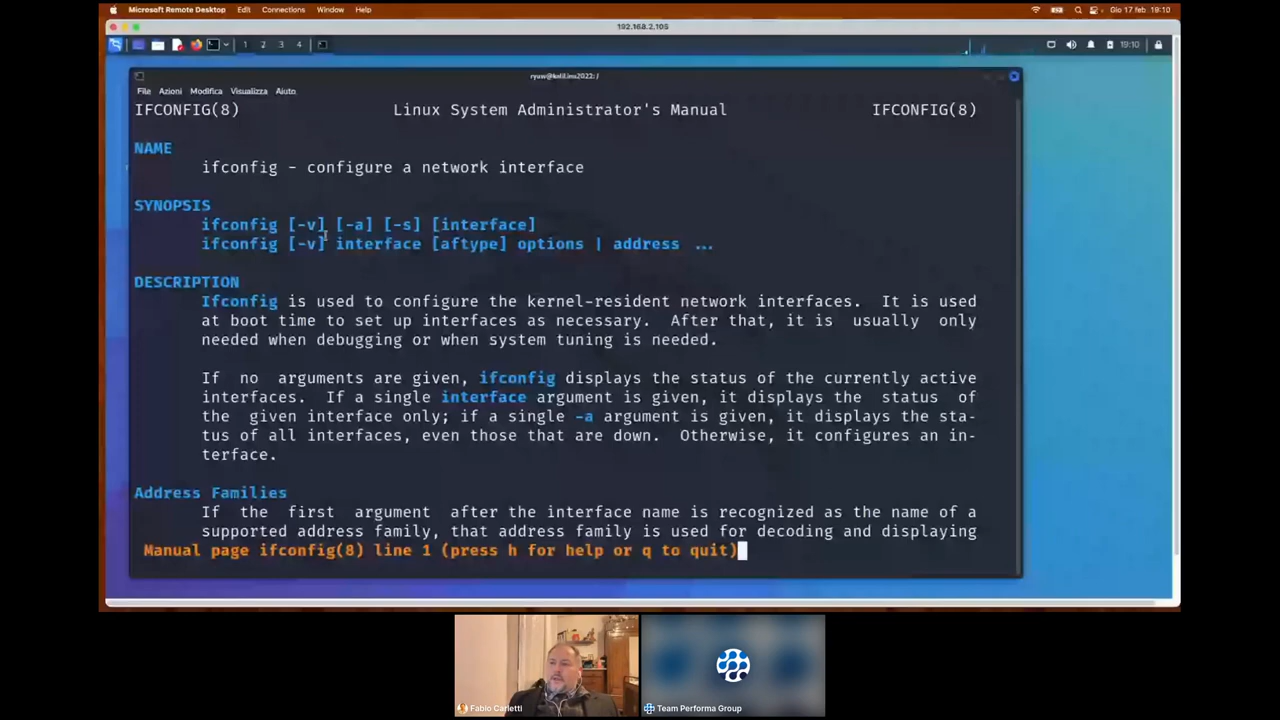 Microsoft Remote Desktop Edit Connections Window Help Gio 17 feb 19:10
192.168.2.105
1 2 3 4 19:10
File Azioni Modifica Visualizza Aiuto
IFCONFIG(8) Linux System Administrator's Manual IFCONFIG(8)
NAME
ifconfig - configure a network interface
SYNOPSIS
ifconfig [-v] [-a] [-s] [interface]
ifconfig [-v] interface [aftype] options | address ...
DESCRIPTION
Ifconfig is used to configure the kernel-resident network interfaces. It is used
at boot time to set up interfaces as necessary. After that, it is usually only
needed when debugging or when system tuning is needed.
If no arguments are given, ifconfig displays the status of the currently active
interfaces. If a single interface argument is given, it displays the status of
the given interface only; if a single -a argument is given, it displays the sta-
tus of all interfaces, even those that are down. Otherwise, it configures an in-
terface.
Address Families
If the first argument after the interface name is recognized as the name of a
supported address family, that address family is used for decoding and displaying
Manual page ifconfig(8) line 1 (press h for help or q to quit)
Fabio Carletti
Team Performa Group